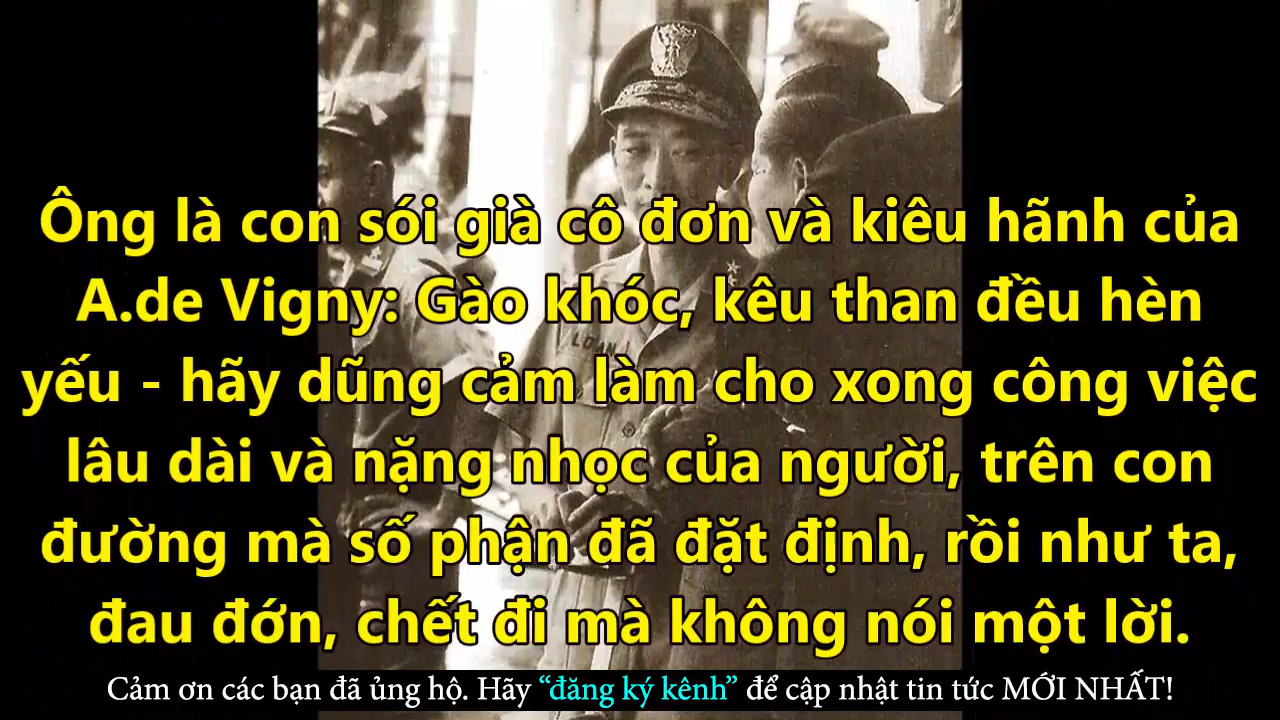 LOAN
Ông là con sói già cô đơn và kiêu hãnh của
A.de Vigny: Gào khóc, kêu than đều hèn
yếu - hãy dũng cảm làm cho xong công việc
lâu dài và nặng nhọc của người, trên con
đường mà số phận đã đặt định, rồi như ta,
đau đớn, chết đi mà không nói một lời.
Cảm ơn các bạn đã ủng hộ. Hãy “đăng ký kênh” để cập nhật tin tức MỚI NHẤT!